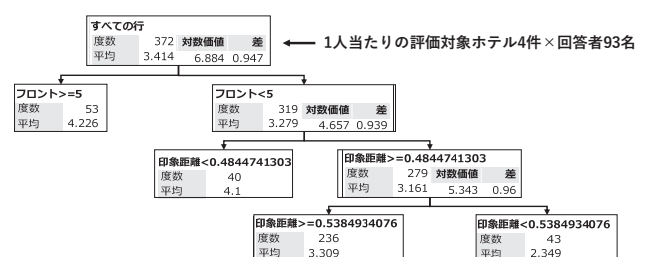 すべての行
度数 372 対数価値 差
平均 3.414 6.884 0.947
1人当たりの評価対象ホテル4件×回答者93名
フロント>=5
度数 53
平均 4.226
フロント<5
度数 319 対数価値 差
平均 3.279 4.657 0.939
印象距離<0.4844741303
度数 40
平均 4.1
印象距離>=0.4844741303
度数 279 対数価値 差
平均 3.161 5.343 0.96
印象距離>=0.5384934076
度数 236
平均 3.309
印象距離<0.5384934076
度数 43
平均 2.349